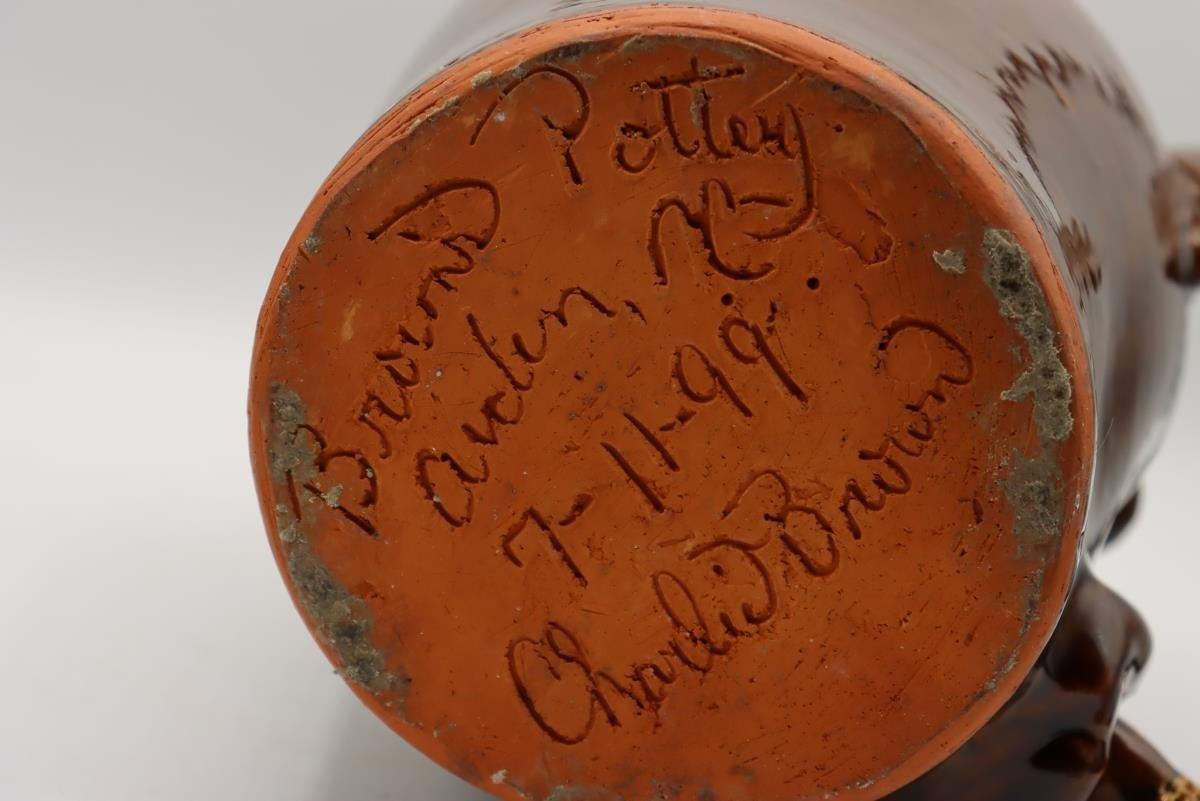 Brown Pottery
Arden, N.C.
7-11-99
Charlie Brown